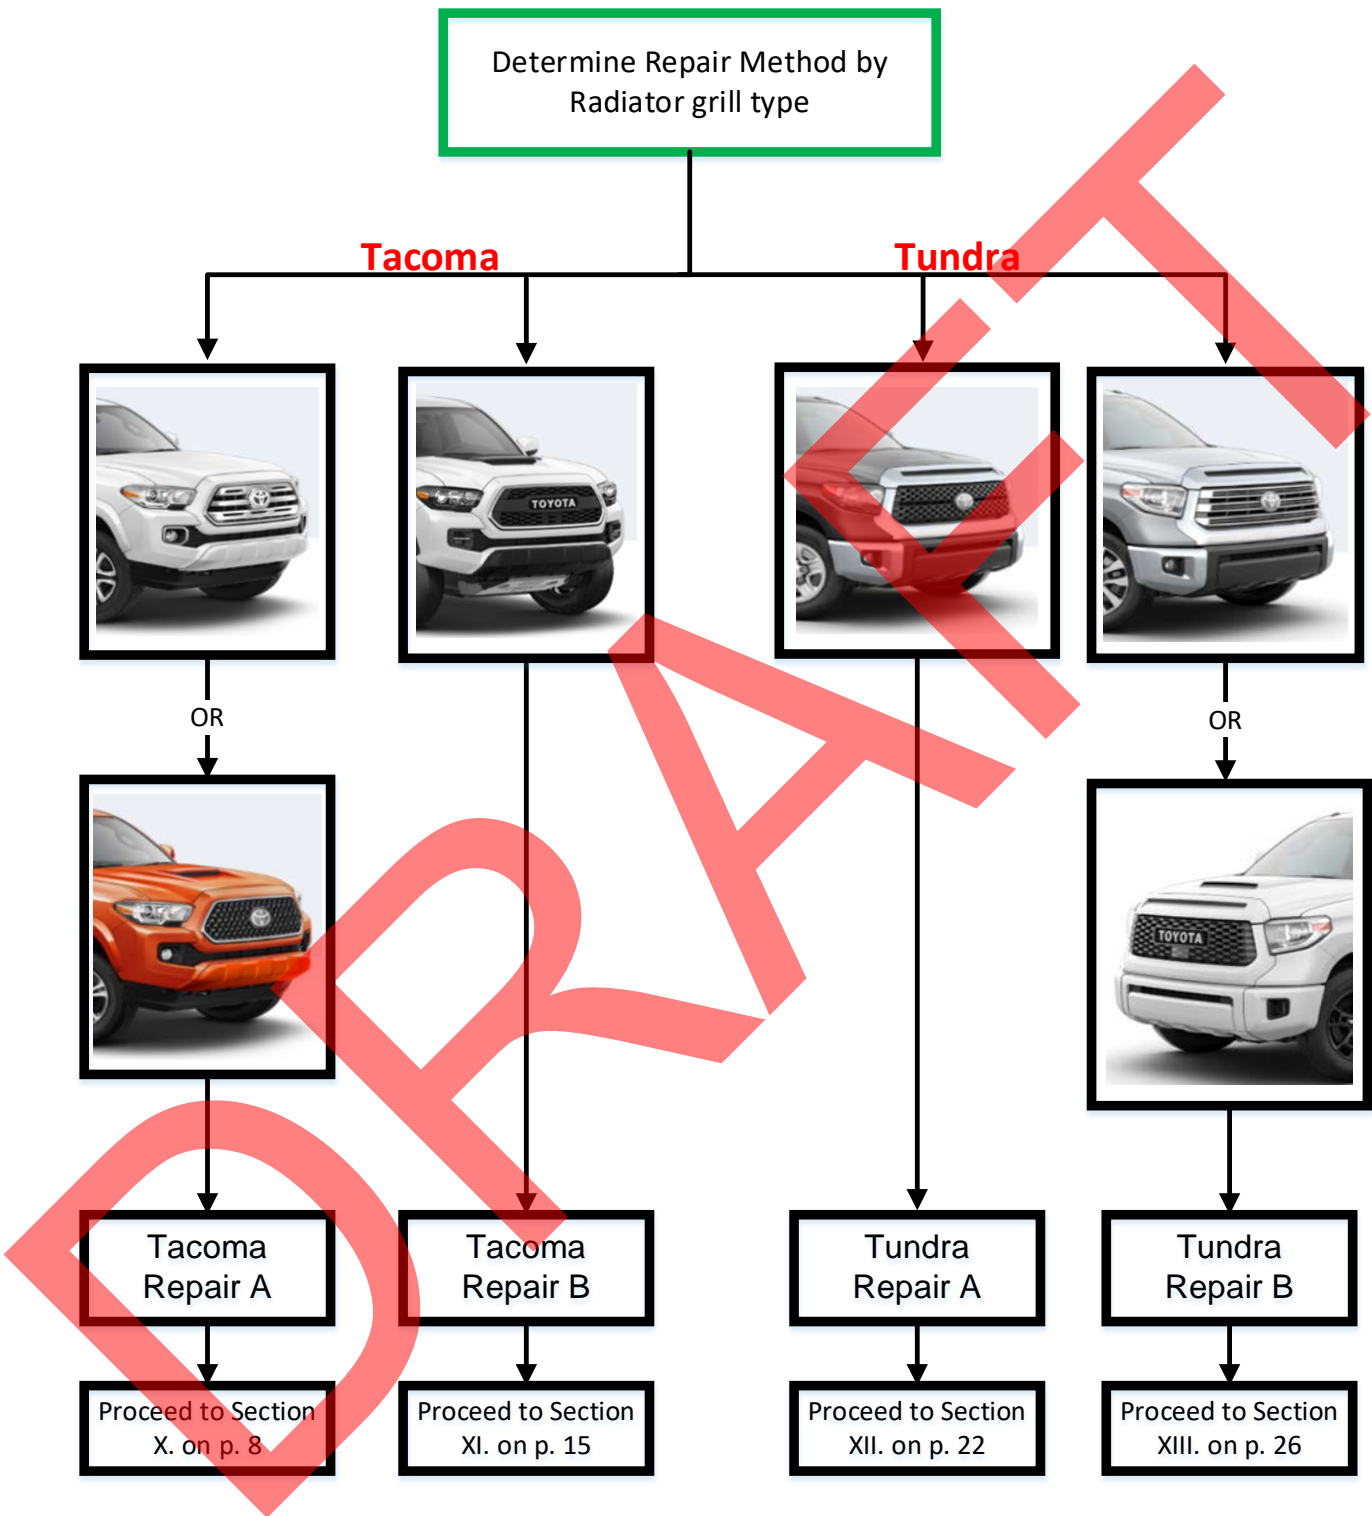 Determine Repair Method by
Radiator grill type
Tacoma
Tundra
TOYOTA
OR
OR
TOYOTA
Tacoma
Repair A
Tacoma
Repair B
Tundra
Repair A
Tundra
Repair B
Proceed to Section
X. on p. 8
Proceed to Section
XI. on p. 15
Proceed to Section
XII. on p. 22
Proceed to Section
XIII. on p. 26
DRAFT